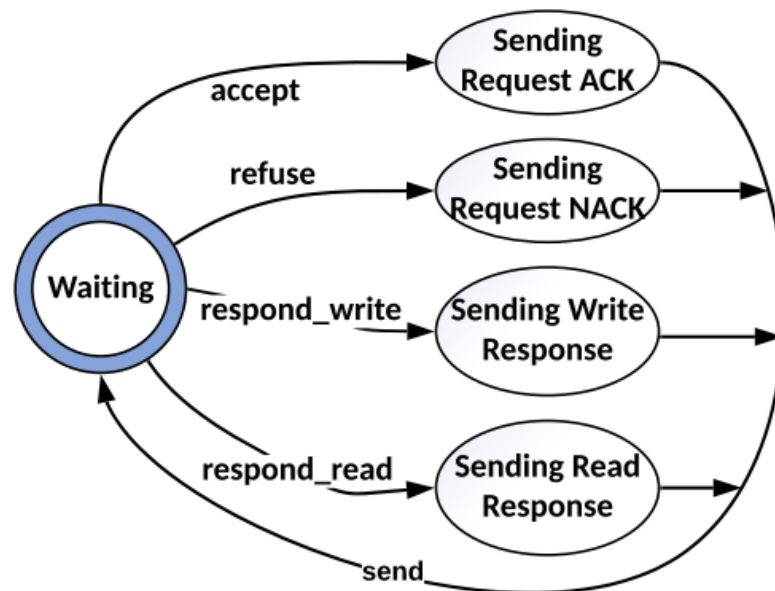 Sending
Request ACK
accept
refuse
Sending
Request NACK
Waiting
respond_write
Sending Write
Response
respond_read
Sending Read
Response
send